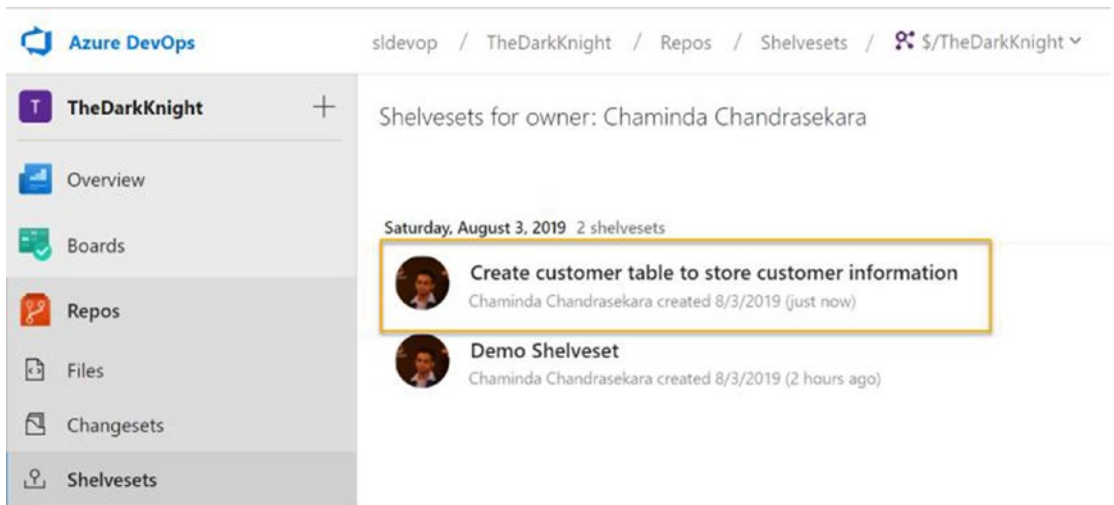 Azure DevOps
sldevop / TheDarkKnight / Repos / Shelvesets / $/TheDarkKnight
T TheDarkKnight
Overview
Boards
Repos
Files
Changesets
Shelvesets
Shelvesets for owner: Chaminda Chandrasekara
Saturday, August 3, 2019 2 shelvesets
Create customer table to store customer information
Chaminda Chandrasekara created 8/3/2019 (just now)
Demo Shelveset
Chaminda Chandrasekara created 8/3/2019 (2 hours ago)